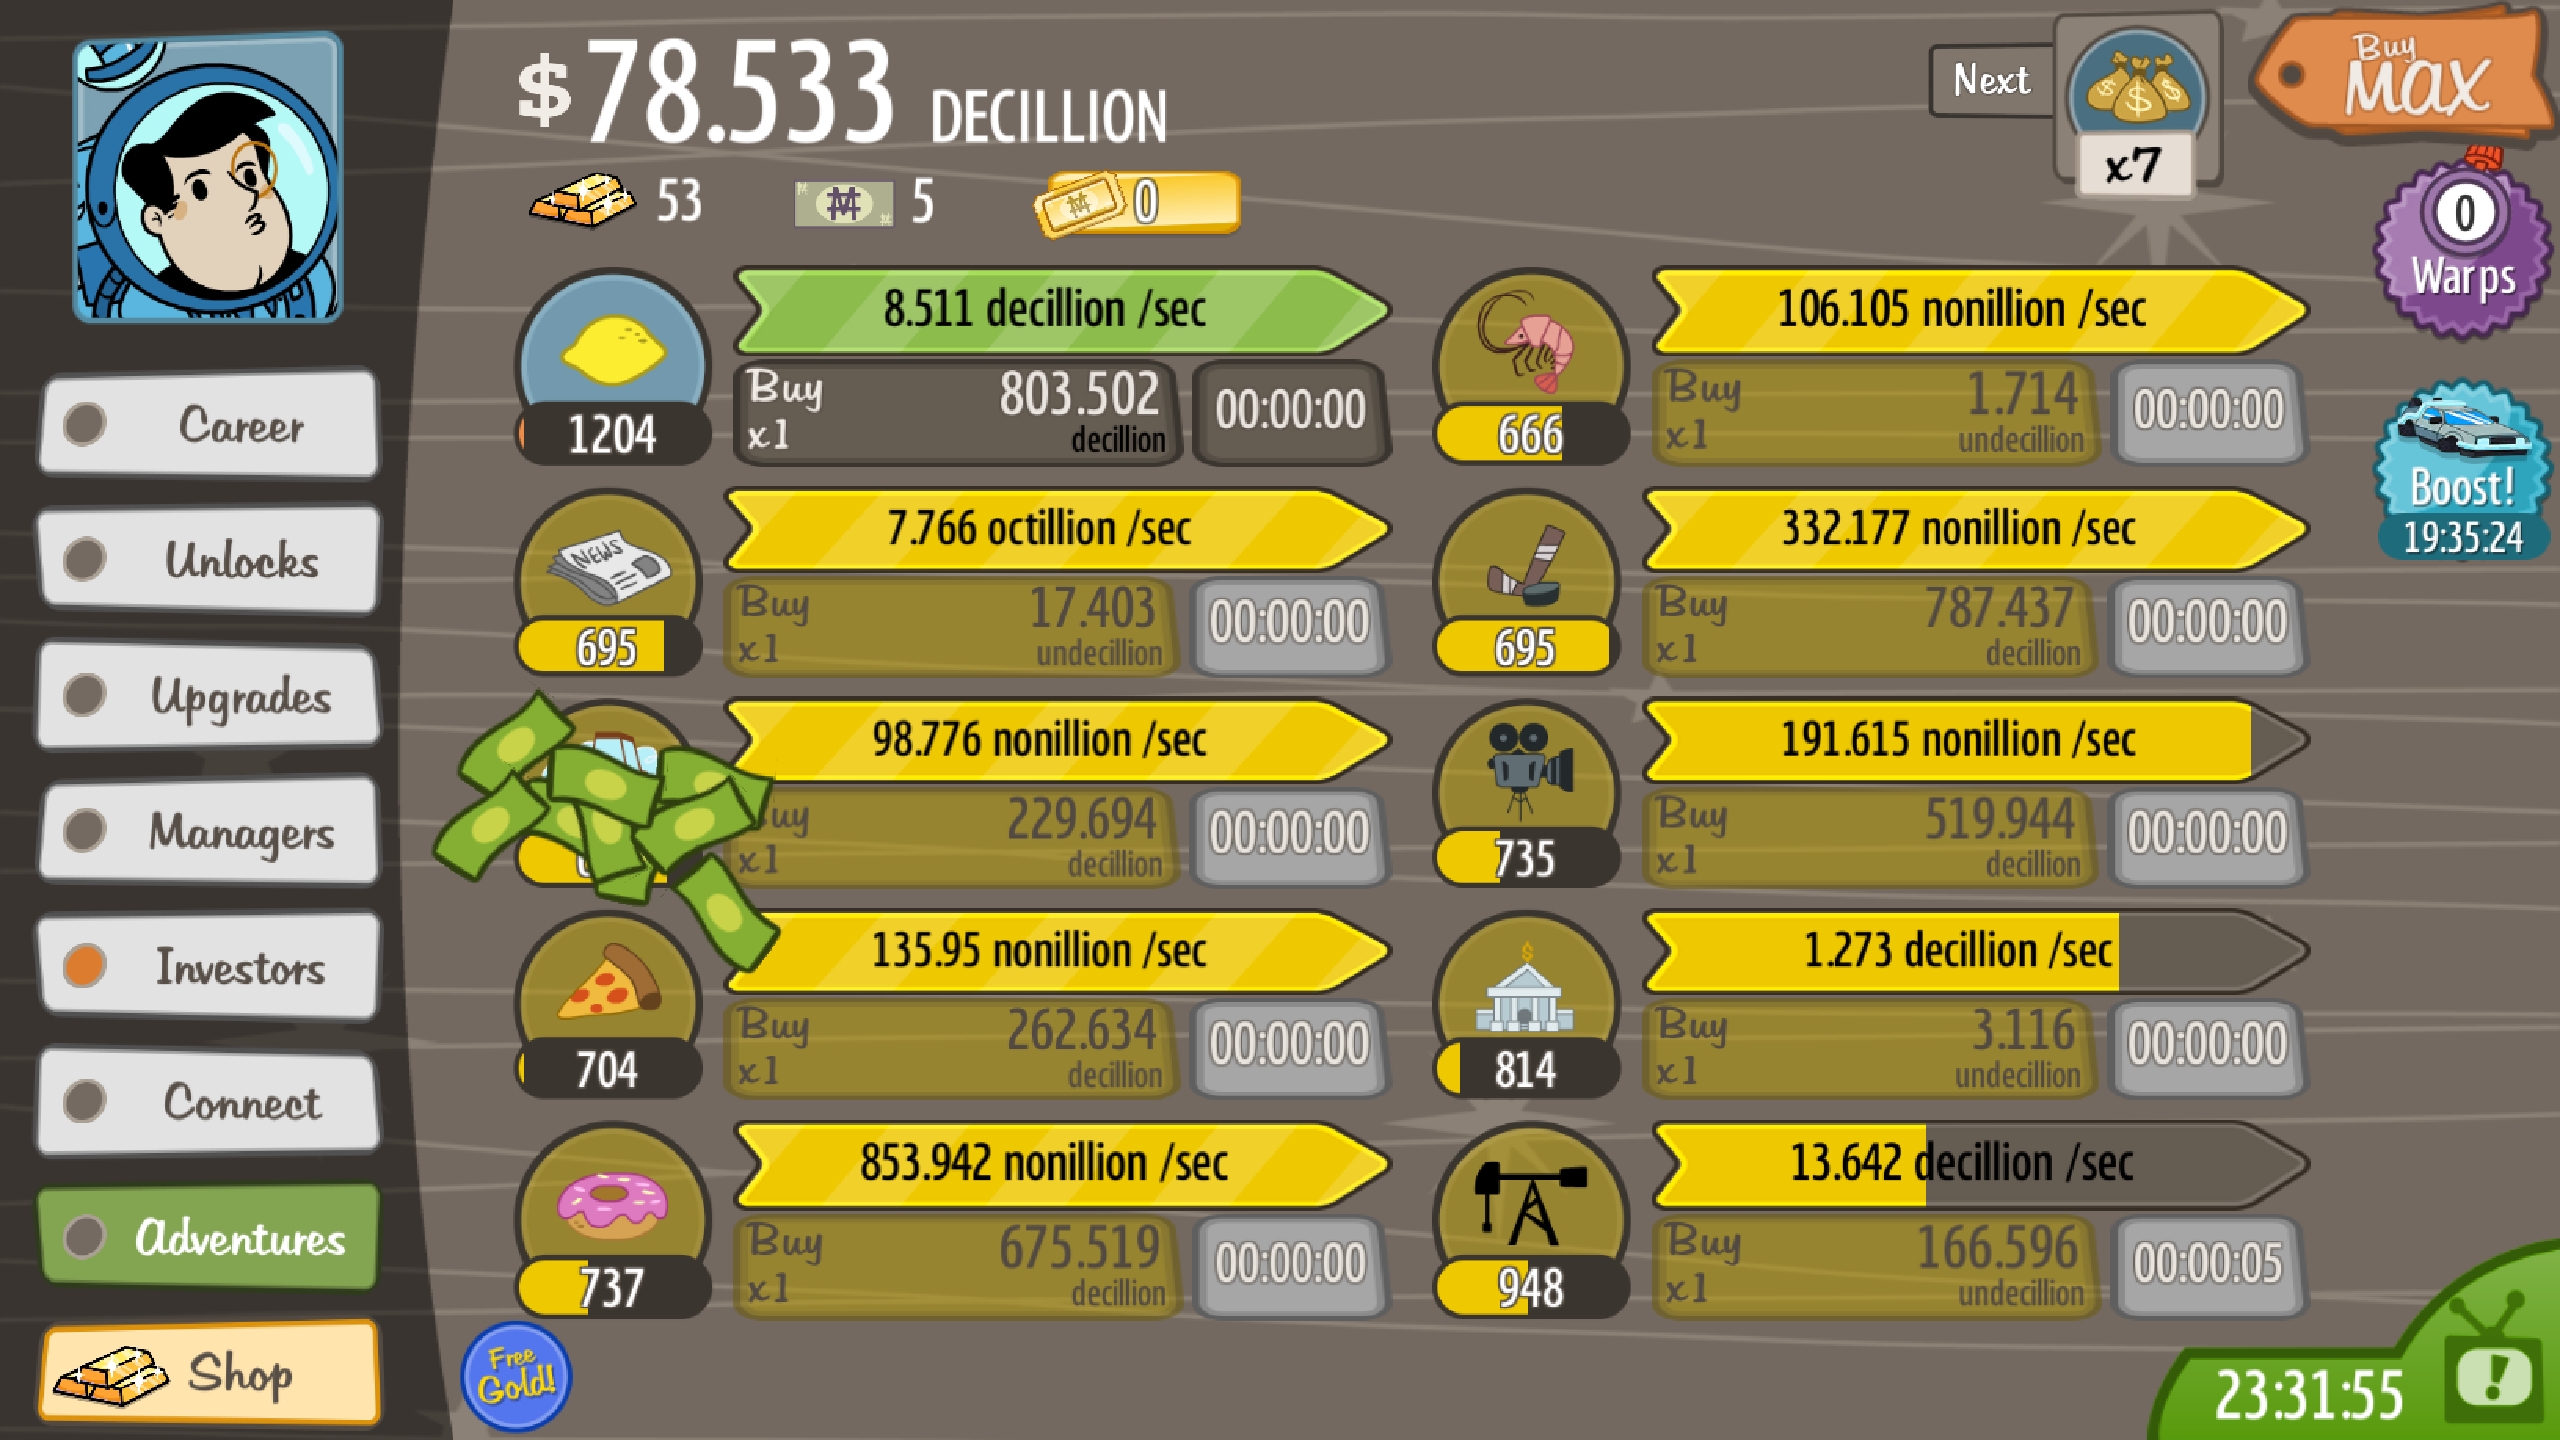 $78.533 DECILLION
53
5
0
Next
x7
Buy
MAX
0
Warps
Boost!
19:35:24
Career
Unlocks
Upgrades
Managers
Investors
Connect
Adventures
Shop
8.511 decillion /sec
1204
Buy
x1
803.502
decillion
00:00:00
106.105 nonillion /sec
666
Buy
x1
1.714
undecillion
00:00:00
NEWS
7.766 octillion /sec
695
Buy
x1
17.403
undecillion
00:00:00
332.177 nonillion /sec
695
Buy
x1
787.437
decillion
00:00:00
98.776 nonillion /sec
x1
229.694
decillion
00:00:00
191.615 nonillion /sec
735
Buy
x1
519.944
decillion
00:00:00
135.95 nonillion /sec
704
Buy
x1
262.634
decillion
00:00:00
1.273 decillion /sec
814
Buy
x1
3.116
undecillion
00:00:00
853.942 nonillion /sec
737
Buy
x1
675.519
decillion
00:00:00
13.642 decillion /sec
948
Buy
x1
166.596
undecillion
00:00:05
Free
Gold!
23:31:55
!